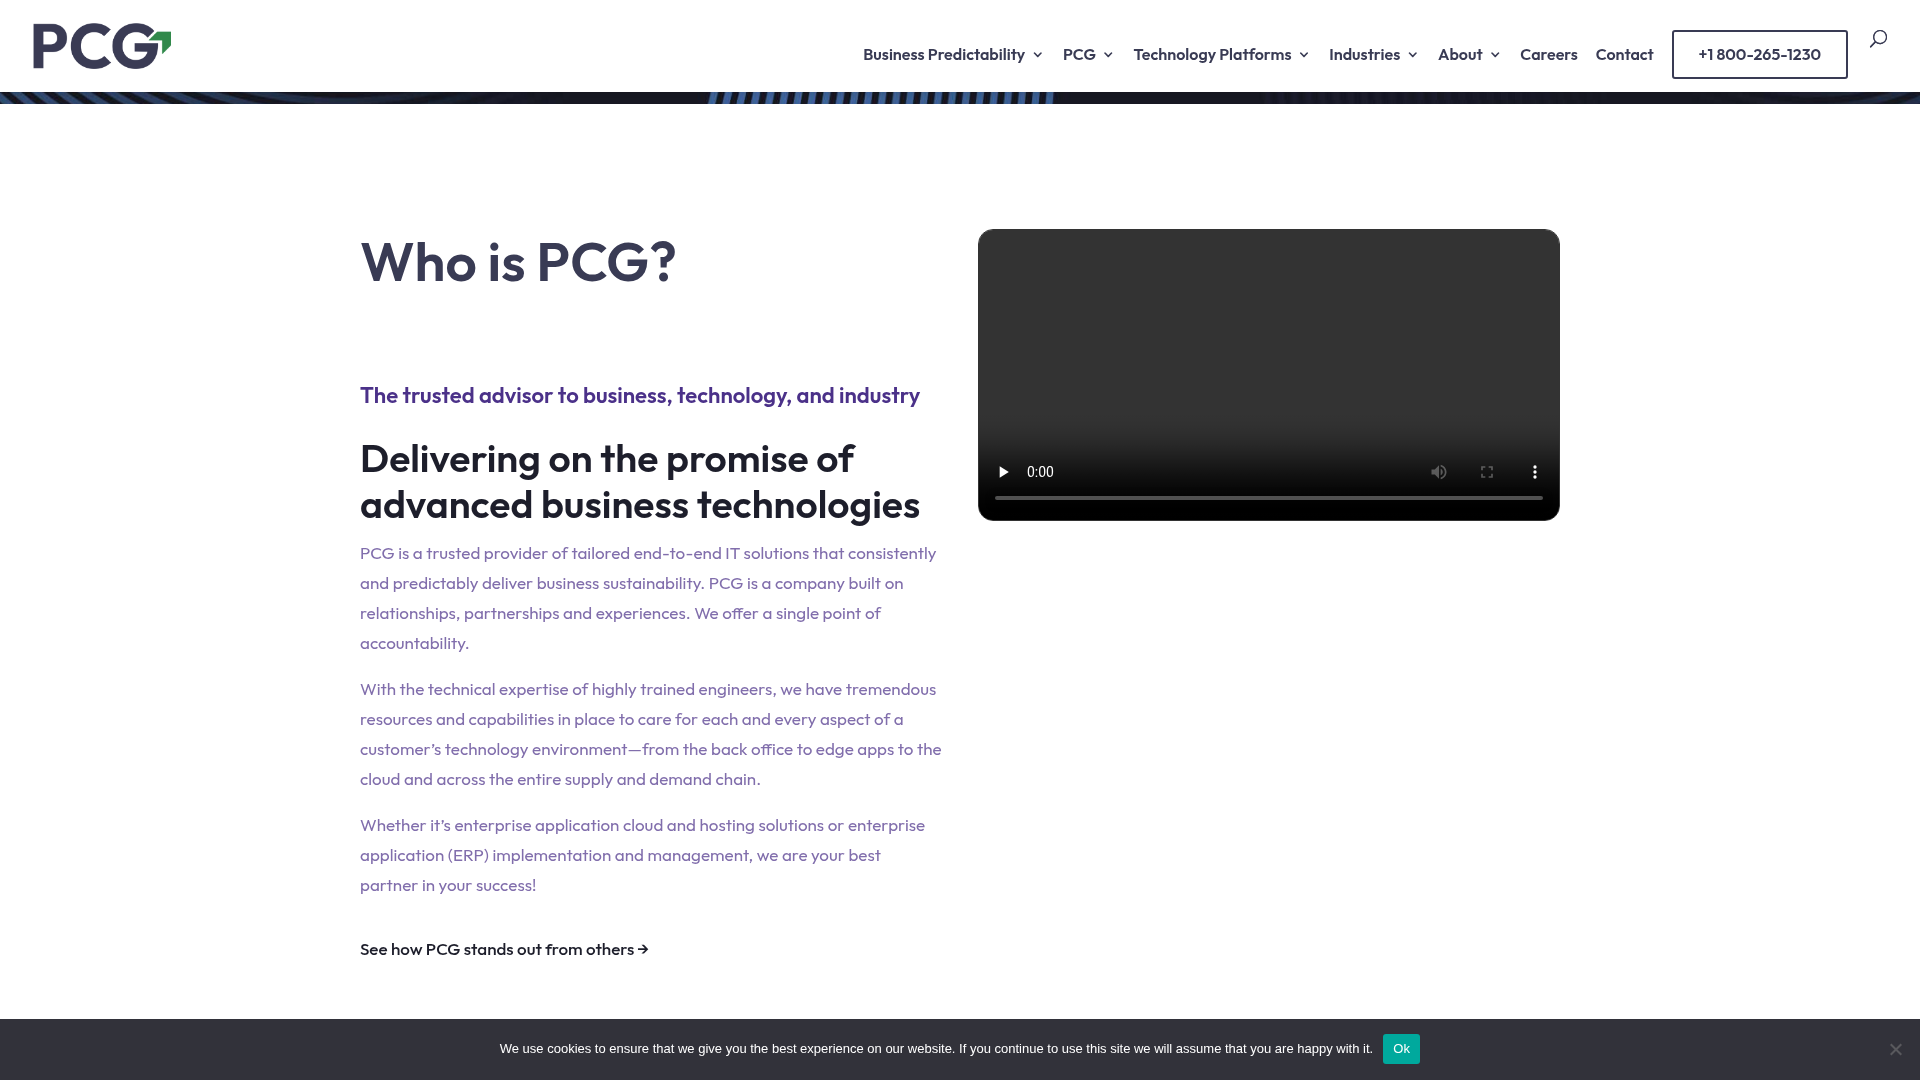 PCG
Business Predictability
PCG
Technology Platforms
Industries
About
Careers
Contact
+1 800-265-1230
Who is PCG?
The trusted advisor to business, technology, and industry
Delivering on the promise of
advanced business technologies
PCG is a trusted provider of tailored end-to-end IT solutions that consistently
and predictably deliver business sustainability. PCG is a company built on
relationships, partnerships and experiences. We offer a single point of
accountability.
With the technical expertise of highly trained engineers, we have tremendous
resources and capabilities in place to care for each and every aspect of a
customer’s technology environment—from the back office to edge apps to the
cloud and across the entire supply and demand chain.
Whether it’s enterprise application cloud and hosting solutions or enterprise
application (ERP) implementation and management, we are your best
partner in your success!
See how PCG stands out from others →
0:00
We use cookies to ensure that we give you the best experience on our website. If you continue to use this site we will assume that you are happy with it.
Ok